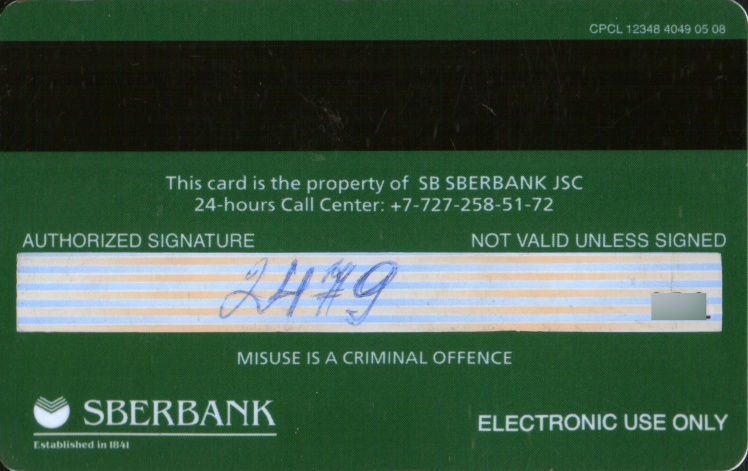 CPCL 12348 4049 05 08
This card is the property of SB SBERBANK JSC
24-hours Call Center: +7-727-258-51-72
AUTHORIZED SIGNATURE NOT VALID UNLESS SIGNED
2479
MISUSE IS A CRIMINAL OFFENCE
SBERBANK
Established in 1841
ELECTRONIC USE ONLY